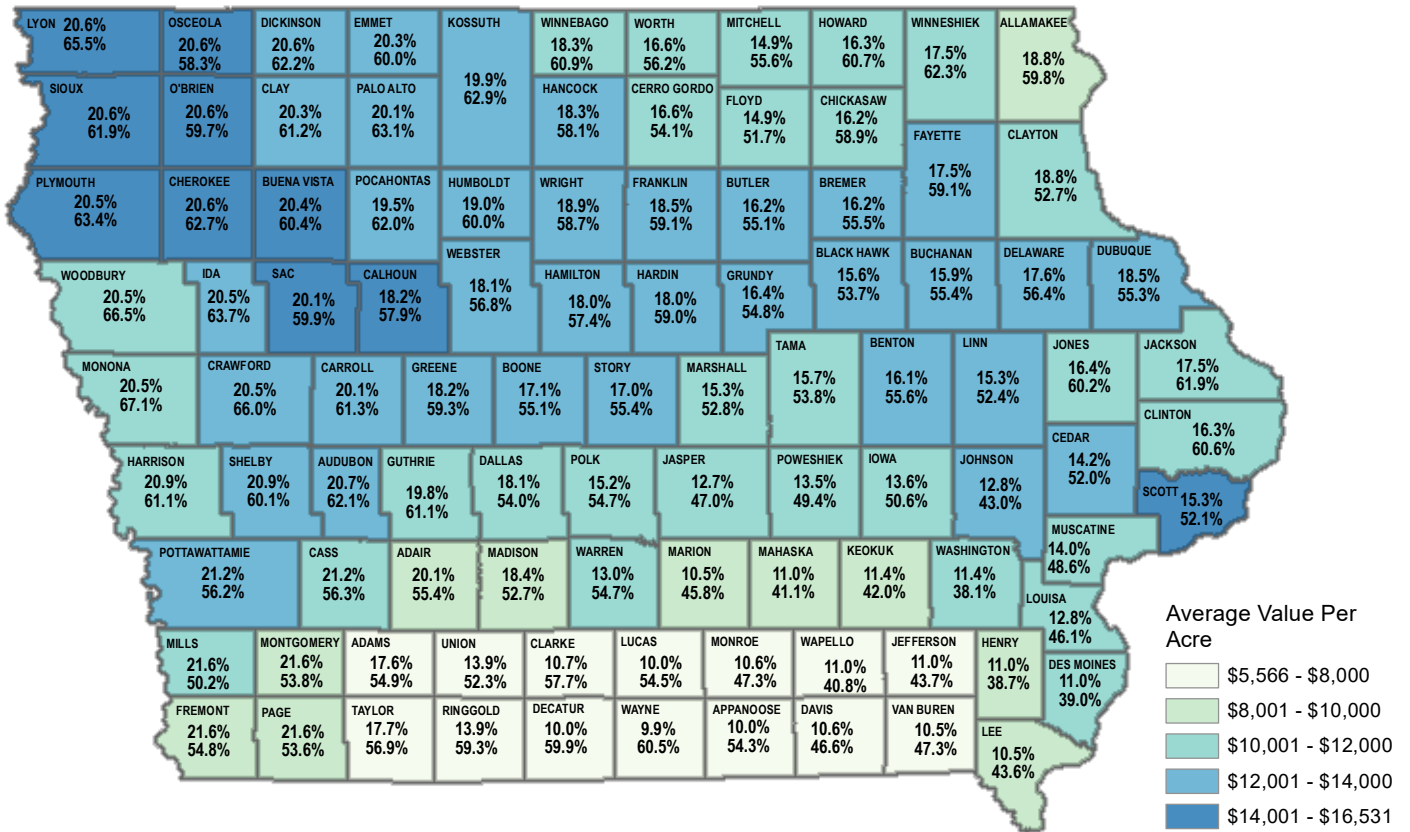 LYON 20.6%
65.5%
OSCEOLA
20.6%
58.3%
DICKINSON
20.6%
62.2%
EMMET
20.3%
60.0%
KOSSUTH
19.9%
62.9%
WINNEBAGO
18.3%
60.9%
WORTH
16.6%
56.2%
MITCHELL
14.9%
55.6%
HOWARD
16.3%
60.7%
WINNESHIEK
17.5%
62.3%
ALLAMAKEE
18.8%
59.8%
SIOUX
20.6%
61.9%
O'BRIEN
20.6%
59.7%
CLAY
20.3%
61.2%
PALO ALTO
20.1%
63.1%
HANCOCK
18.3%
58.1%
CERRO GORDO
16.6%
54.1%
FLOYD
14.9%
51.7%
CHICKASAW
16.2%
58.9%
FAYETTE
17.5%
59.1%
CLAYTON
18.8%
52.7%
PLYMOUTH
20.5%
63.4%
CHEROKEE
20.6%
62.7%
BUENA VISTA
20.4%
60.4%
POCAHONTAS
19.5%
62.0%
HUMBOLDT
19.0%
60.0%
WRIGHT
18.9%
58.7%
FRANKLIN
18.5%
59.1%
BUTLER
16.2%
55.1%
BREMER
16.2%
55.5%
WOODBURY
20.5%
66.5%
IDA
20.5%
63.7%
SAC
20.1%
59.9%
CALHOUN
18.2%
57.9%
WEBSTER
18.1%
56.8%
HAMILTON
18.0%
57.4%
HARDIN
18.0%
59.0%
GRUNDY
16.4%
54.8%
BLACK HAWK
15.6%
53.7%
BUCHANAN
15.9%
55.4%
DELAWARE
17.6%
56.4%
DUBUQUE
18.5%
55.3%
MONONA
20.5%
67.1%
CRAWFORD
20.5%
66.0%
CARROLL
20.1%
61.3%
GREENE
18.2%
59.3%
BOONE
17.1%
55.1%
STORY
17.0%
55.4%
MARSHALL
15.3%
52.8%
TAMA
15.7%
53.8%
BENTON
16.1%
55.6%
LINN
15.3%
52.4%
JONES
16.4%
60.2%
JACKSON
17.5%
61.9%
CLINTON
16.3%
60.6%
HARRISON
20.9%
61.1%
SHELBY
20.9%
60.1%
AUDUBON
20.7%
62.1%
GUTHRIE
19.8%
61.1%
DALLAS
18.1%
54.0%
POLK
15.2%
54.7%
JASPER
12.7%
47.0%
POWESHIEK
13.5%
49.4%
IOWA
13.6%
50.6%
JOHNSON
12.8%
43.0%
CEDAR
14.2%
52.0%
SCOTT 15.3%
52.1%
MUSCATINE
14.0%
48.6%
POTTAWATTAMIE
21.2%
56.2%
CASS
21.2%
56.3%
ADAIR
20.1%
55.4%
MADISON
18.4%
52.7%
WARREN
13.0%
54.7%
MARION
10.5%
45.8%
MAHASKA
11.0%
41.1%
KEOKUK
11.4%
42.0%
WASHINGTON
11.4%
38.1%
LOUISA
12.8%
46.1%
MILLS
21.6%
50.2%
MONTGOMERY
21.6%
53.8%
ADAMS
17.6%
54.9%
UNION
13.9%
52.3%
CLARKE
10.7%
57.7%
LUCAS
10.0%
54.5%
MONROE
10.6%
47.3%
WAPELLO
11.0%
40.8%
JEFFERSON
11.0%
43.7%
HENRY
11.0%
38.7%
DES MOINES
11.0%
39.0%
FREMONT
21.6%
54.8%
PAGE
21.6%
53.6%
TAYLOR
17.7%
56.9%
RINGGOLD
13.9%
59.3%
DECATUR
10.0%
59.9%
WAYNE
9.9%
60.5%
APPANOOSE
10.0%
54.3%
DAVIS
10.6%
46.6%
VAN BUREN
10.5%
47.3%
LEE
10.5%
43.6%
Average Value Per
Acre
$5,566 - $8,000
$8,001 - $10,000
$10,001 - $12,000
$12,001 - $14,000
$14,001 - $16,531